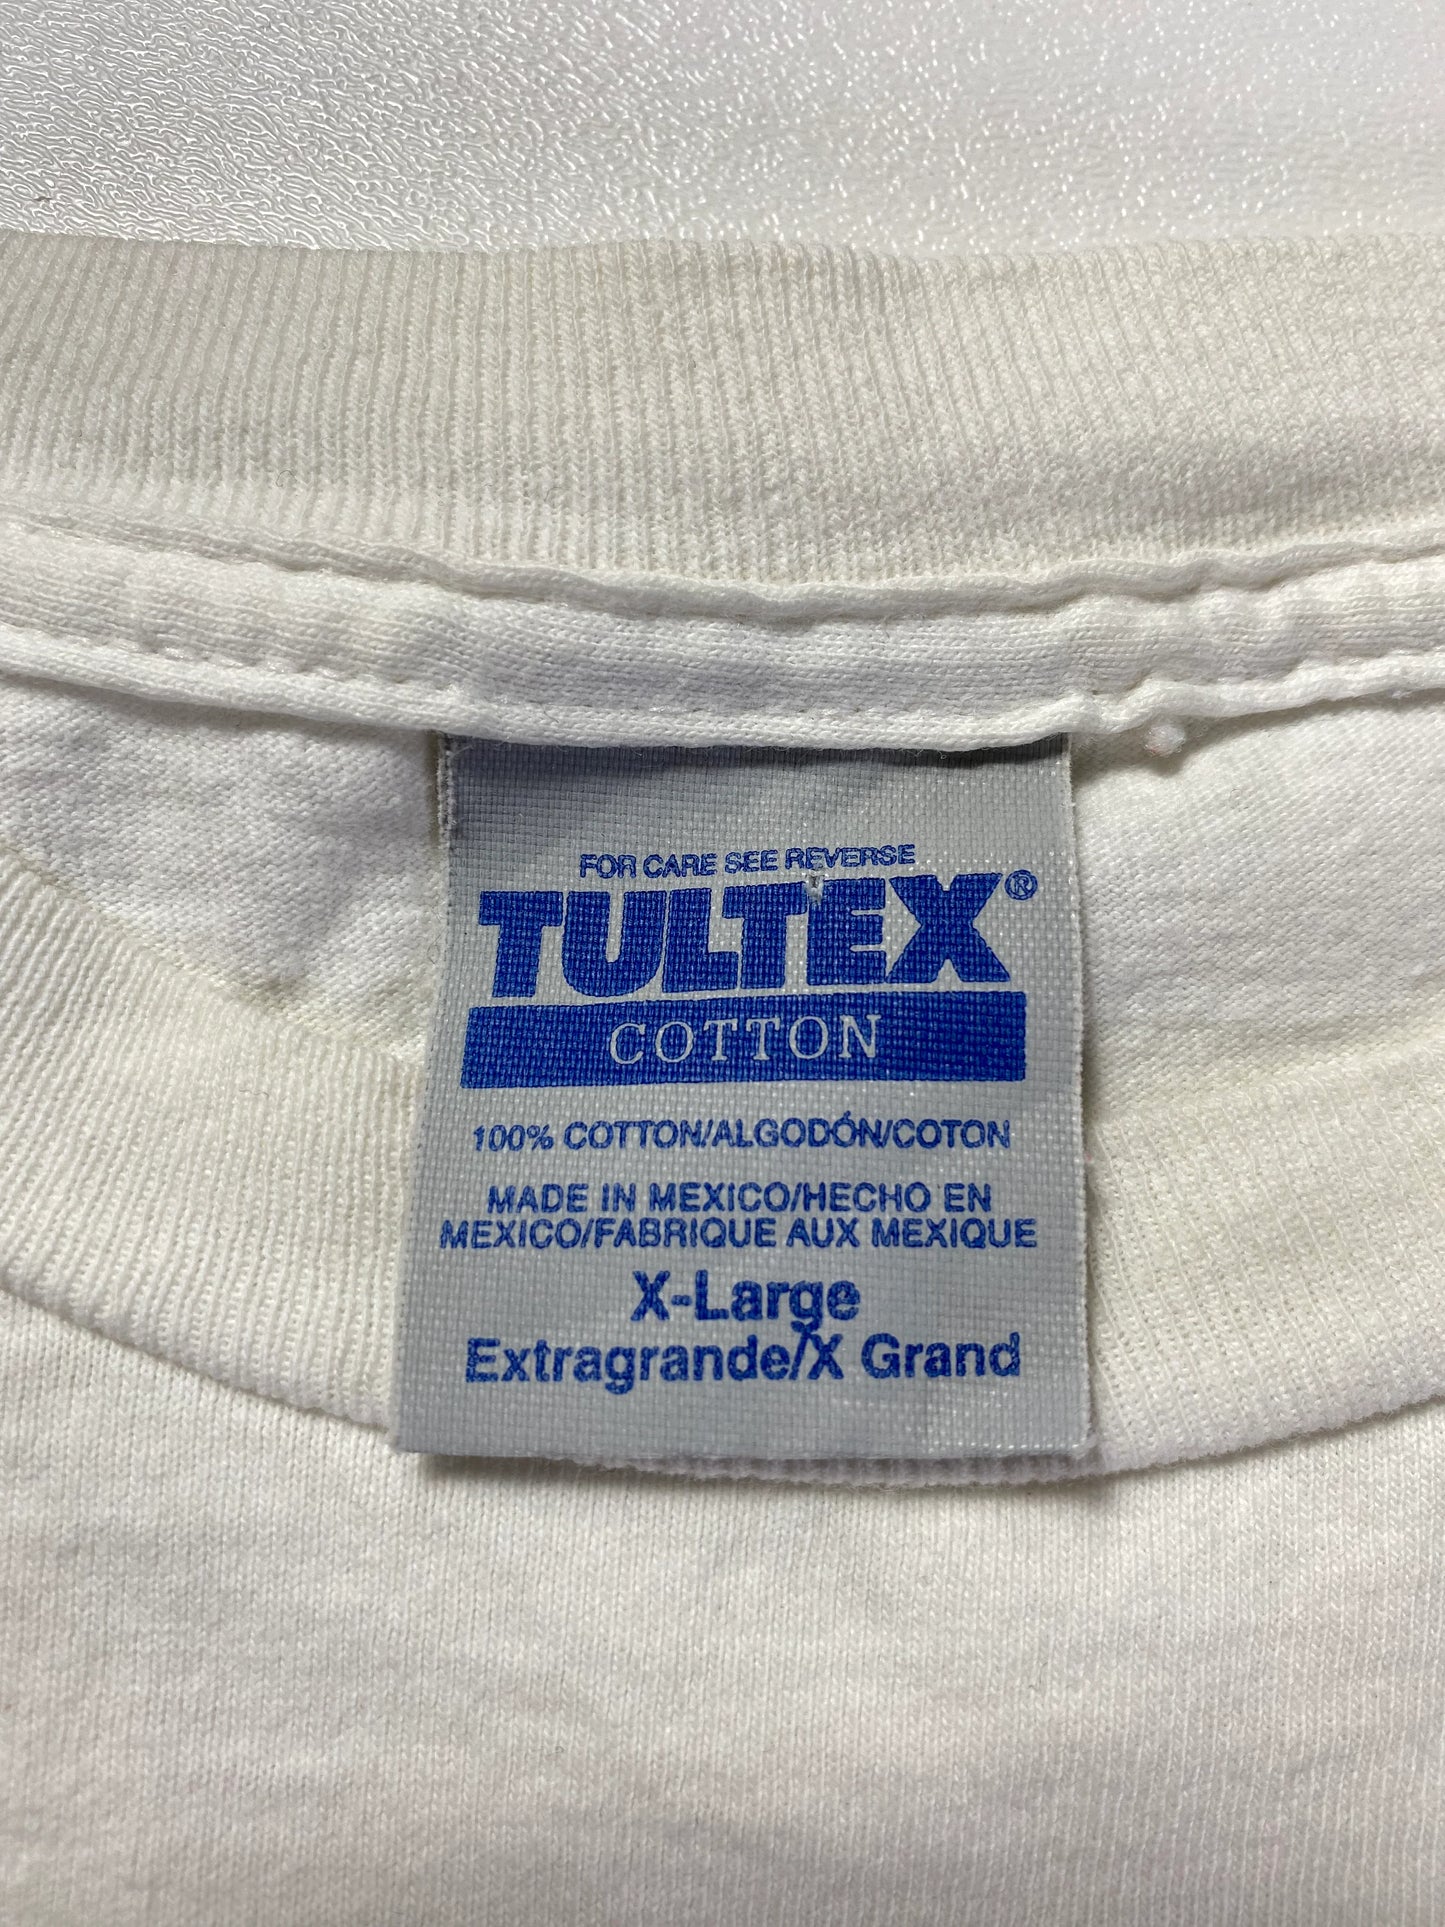 FOR CARE SEE REVERSE
TULTEX®
COTTON
100% COTTON/ALGODÓN/COTON
MADE IN MEXICO/HECHO EN
MEXICO/FABRIQUE AUX MEXIQUE
X-Large
Extragrande/X Grand